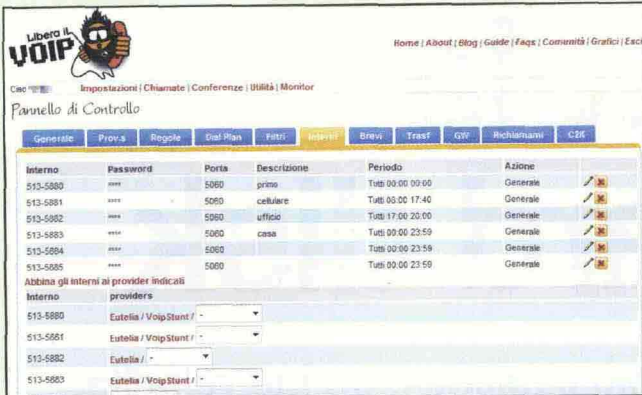 Libero il
VOIP
Home | About | Blog | Guide | Faqs | Comunità | Grafici | Esci
Ciao
Impostazioni | Chiamate | Conferenze | Utilità | Monitor
Pannello di Controllo
Generale Prov.s Regole Dial Plan Filtri Interni Brevi Trasf GW Richiamami C2X
Interno Password Porta Descrizione Periodo Azione
513-5880 **** 5060 primo Tutti 00:00 00:00 Generale
513-5881 **** 5060 cellulare Tutti 06:00 17:40 Generale
513-5882 **** 5060 ufficio Tutti 17:00 20:00 Generale
513-5883 **** 5060 casa Tutti 00:00 23:59 Generale
513-5884 **** 5060 Tutti 00:00 23:59 Generale
513-5885 **** 5060 Tutti 00:00 23:59 Generale
Abbina gli interni ai provider indicati
Interno providers
513-5880 Eutelia / VoipStunt / -
513-5881 Eutelia / VoipStunt / -
513-5882 Eutelia / -
513-5883 Eutelia / VoipStunt / -